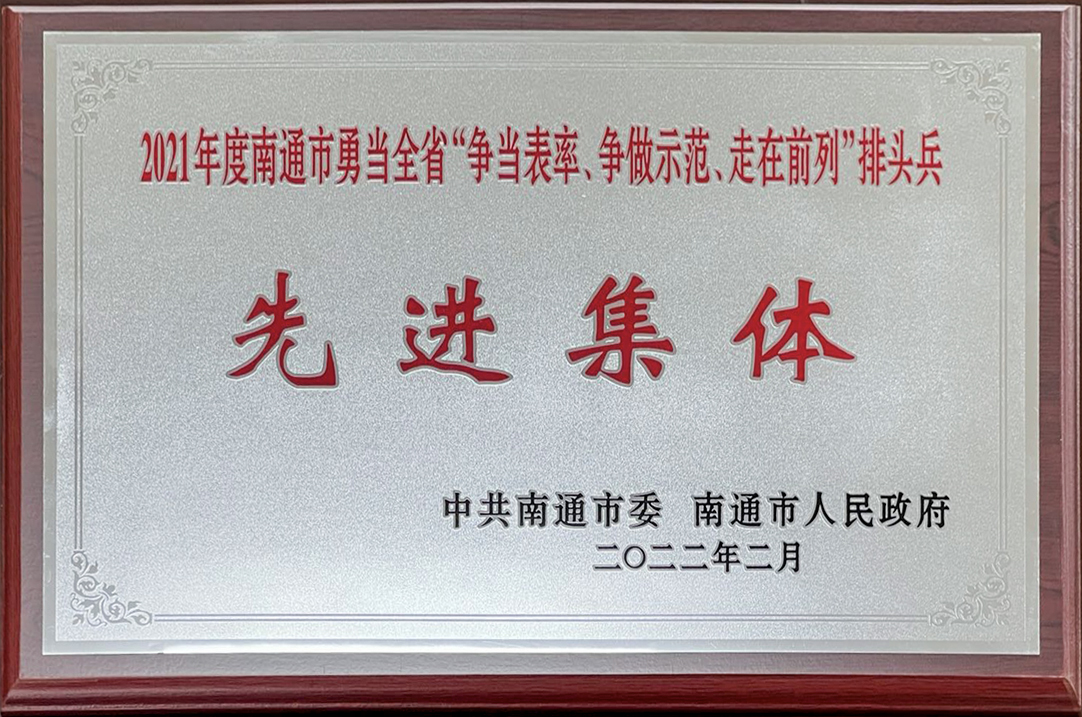 2021年度南通市勇当全省“争当表率、争做示范、走在前列”排头兵
先进集体
中共南通市委 南通市人民政府
二〇二二年二月